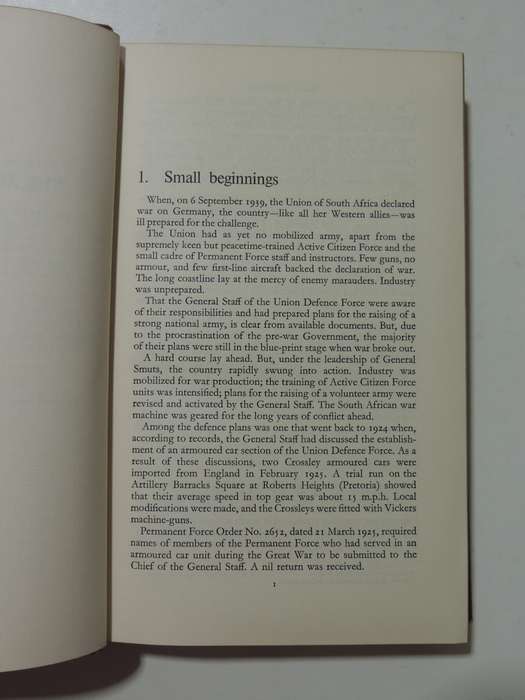 1. Small beginnings
When, on 6 September 1939, the Union of South Africa declared
war on Germany, the country—like all her Western allies—was
ill prepared for the challenge.
The Union had as yet no mobilized army, apart from the
supremely keen but peacetime-trained Active Citizen Force and the
small cadre of Permanent Force staff and instructors. Few guns, no
armour, and few first-line aircraft backed the declaration of war.
The long coastline lay at the mercy of enemy marauders. Industry
was unprepared.
That the General Staff of the Union Defence Force were aware
of their responsibilities and had prepared plans for the raising of a
strong national army, is clear from available documents. But, due
to the procrastination of the pre-war Government, the majority
of their plans were still in the blue-print stage when war broke out.
A hard course lay ahead. But, under the leadership of General
Smuts, the country rapidly swung into action. Industry was
mobilized for war production; the training of Active Citizen Force
units was intensified; plans for the raising of a volunteer army were
revised and activated by the General Staff. The South African war
machine was geared for the long years of conflict ahead.
Among the defence plans was one that went back to 1924 when,
according to records, the General Staff had discussed the establish-
ment of an armoured car section of the Union Defence Force. As a
result of these discussions, two Crossley armoured cars were
imported from England in February 1925. A trial run on the
Artillery Barracks Square at Roberts Heights (Pretoria) showed
that their average speed in top gear was about 15 m.p.h. Local
modifications were made, and the Crossleys were fitted with Vickers
machine-guns.
Permanent Force Order No. 2652, dated 21 March 1925, required
names of members of the Permanent Force who had served in an
armoured car unit during the Great War to be submitted to the
Chief of the General Staff. A nil return was received.
1